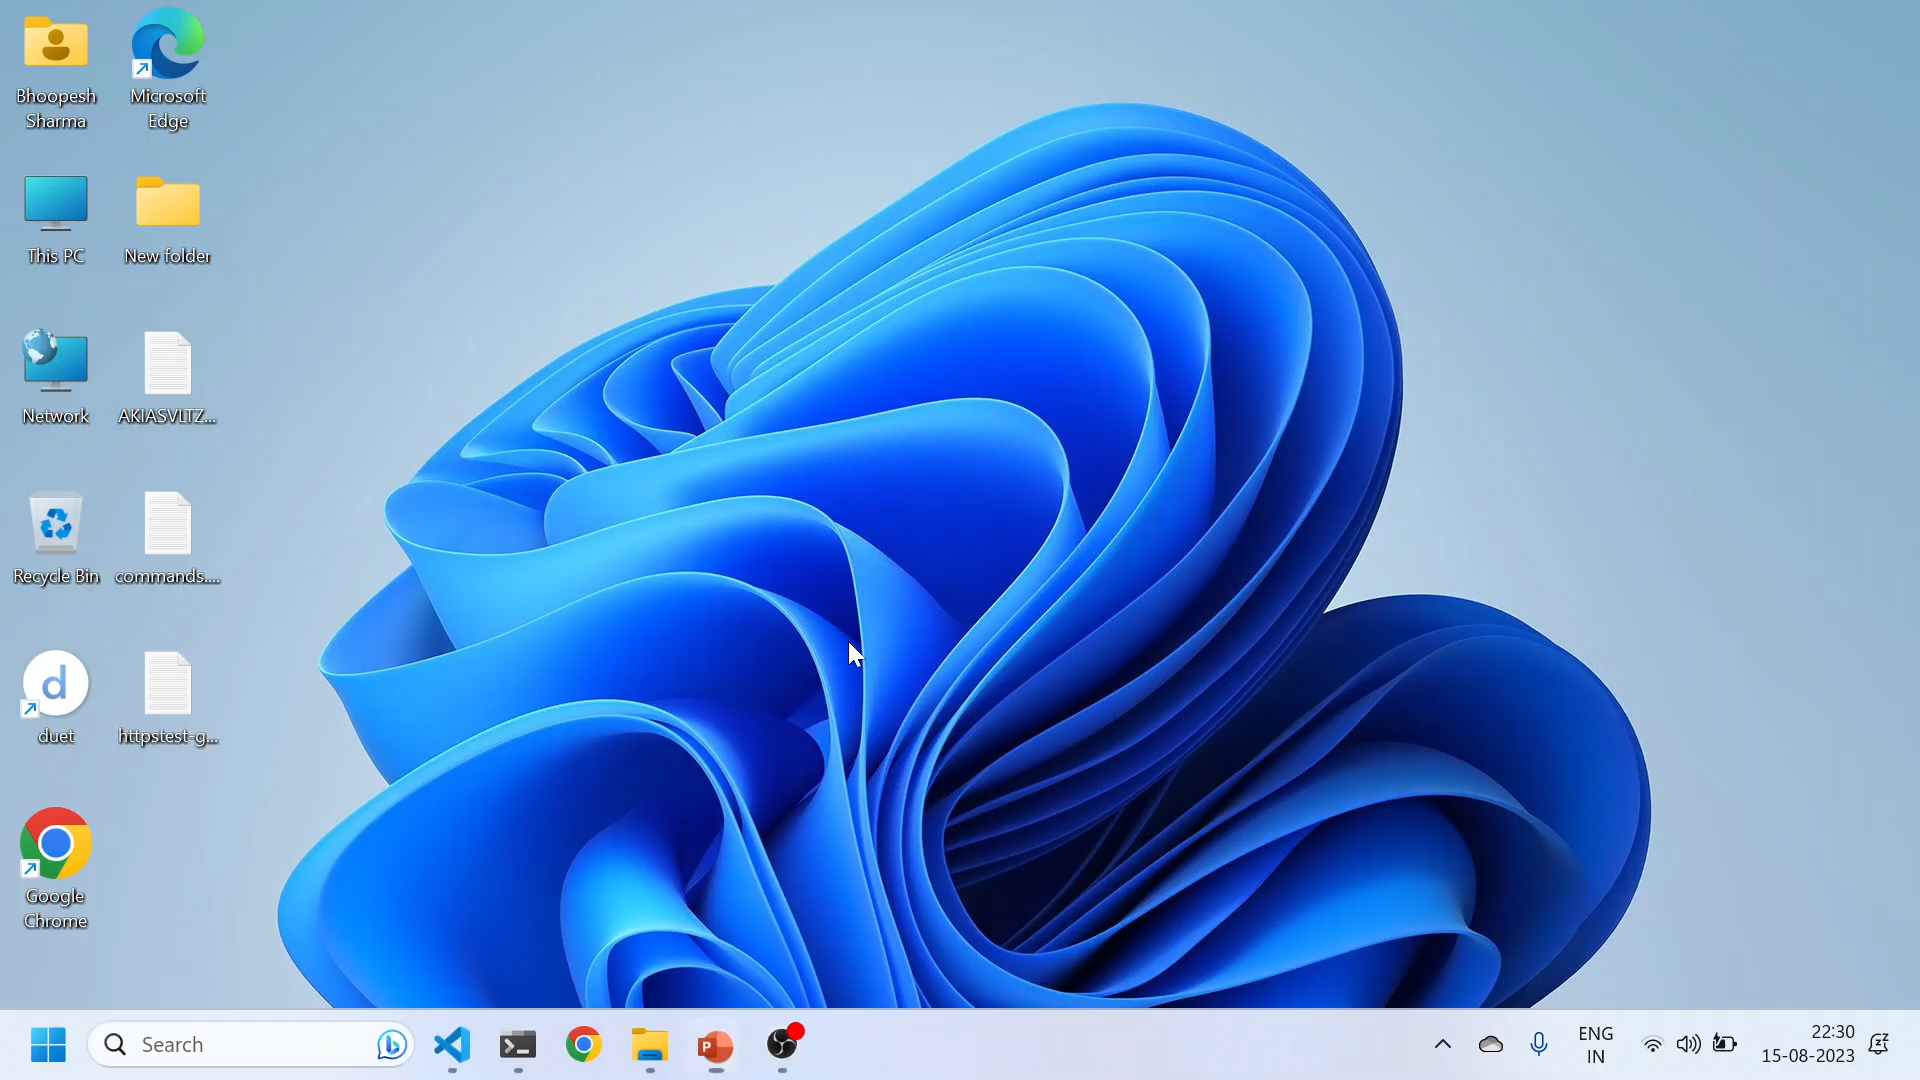 Bhoopesh
Sharma
Microsoft
Edge
This PC
New folder
Network
AKIASVLTZ...
Recycle Bin
commands....
d
duet
httpstest-g...
Google
Chrome
Search
P
ENG
IN
22:30
15-08-2023